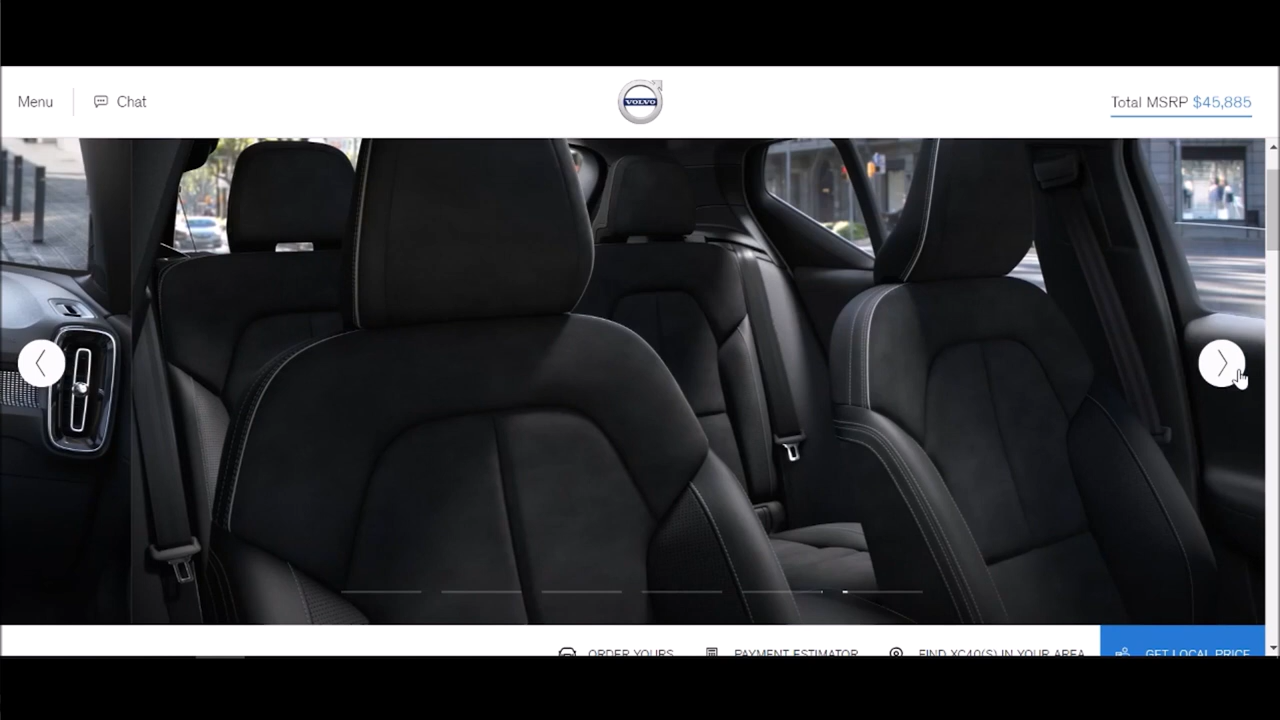 Menu
Chat
VOLVO
Total MSRP $45,885
ORDER YOURS
PAYMENT ESTIMATOR
FIND XC40(S) IN YOUR AREA
GET LOCAL PRICE